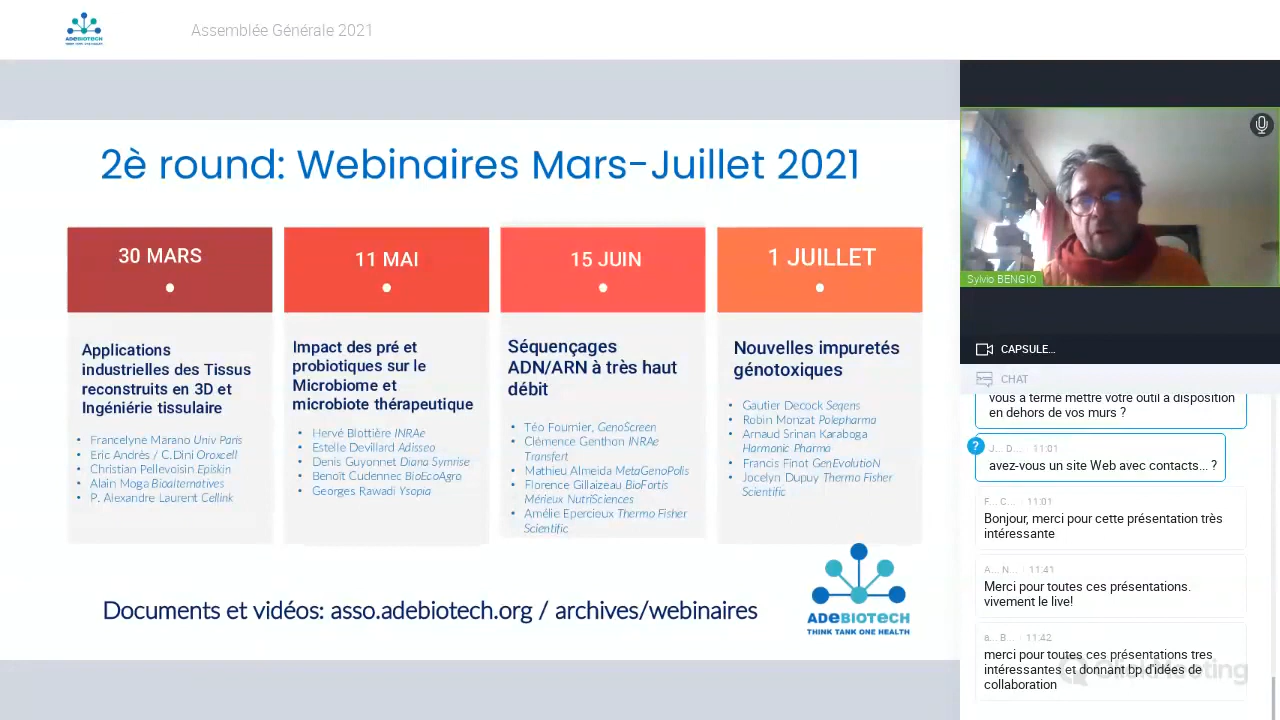 ADEBIOTECH
THINK TANK ONE HEALTH
Assemblée Générale 2021
2è round: Webinaires Mars-Juillet 2021
30 MARS
Applications
industrielles des Tissus
reconstruits en 3D et
Ingéniérie tissulaire
• Francelyne Marano Univ Paris
• Eric Andrès / C.Dini Oroxcell
• Christian Pellevoisin Episkin
• Alain Moga Bioalternatives
• P. Alexandre Laurent Cellink
11 MAI
Impact des pré et
probiotiques sur le
Microbiome et
microbiote thérapeutique
• Hervé Blottière INRAe
• Estelle Devillard Adisseo
• Denis Guyonnet Diana Symrise
• Benoît Cudennec BioEcoAgro
• Georges Rawadi Ysopia
15 JUIN
Séquençages
ADN/ARN à très haut
débit
• Téo Fournier, GenoScreen
• Clémence Genthon INRAe
Transfert
• Mathieu Almeida MetaGenoPolis
• Florence Gillaizeau BioFortis
Mérieux NutriSciences
• Amélie Epercieux Thermo Fisher
Scientific
1 JUILLET
Nouvelles impuretés
génotoxiques
• Gautier Decock Seqens
• Robin Monzat Polepharma
• Arnaud Srinan Karaboga
Harmonic Pharma
• Francis Finot GenEvolutioN
• Jocelyn Dupuy Thermo Fisher
Scientific
Documents et vidéos: asso.adebiotech.org / archives/webinaires
ADEBIOTECH
THINK TANK ONE HEALTH
Sylvio BENGIO
CAPSULE...
CHAT
vous a terme mettre votre outil a disposition
en dehors de vos murs ?
?
J... D... 11:01
avez-vous un site Web avec contacts... ?
F... C... 11:01
Bonjour, merci pour cette présentation très
intéressante
A... N... 11:41
Merci pour toutes ces présentations.
vivement le live!
a... B... 11:42
merci pour toutes ces présentations tres
intéressantes et donnant bp d'idées de
collaboration
ClickMeeting